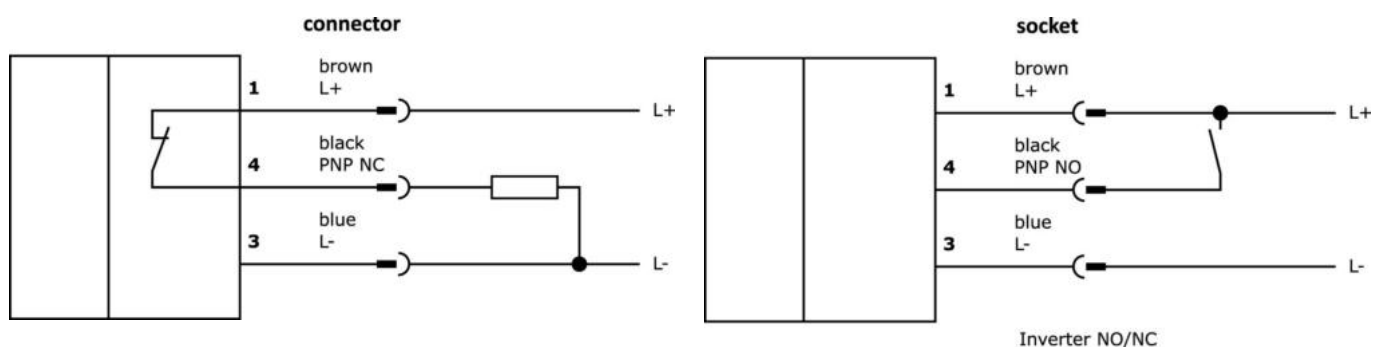 connector
brown
1
L+
L+
black
4
PNP NC
blue
3
L-
L-
socket
brown
1
L+
L+
black
4
PNP NO
blue
3
L-
L-
Inverter NO/NC